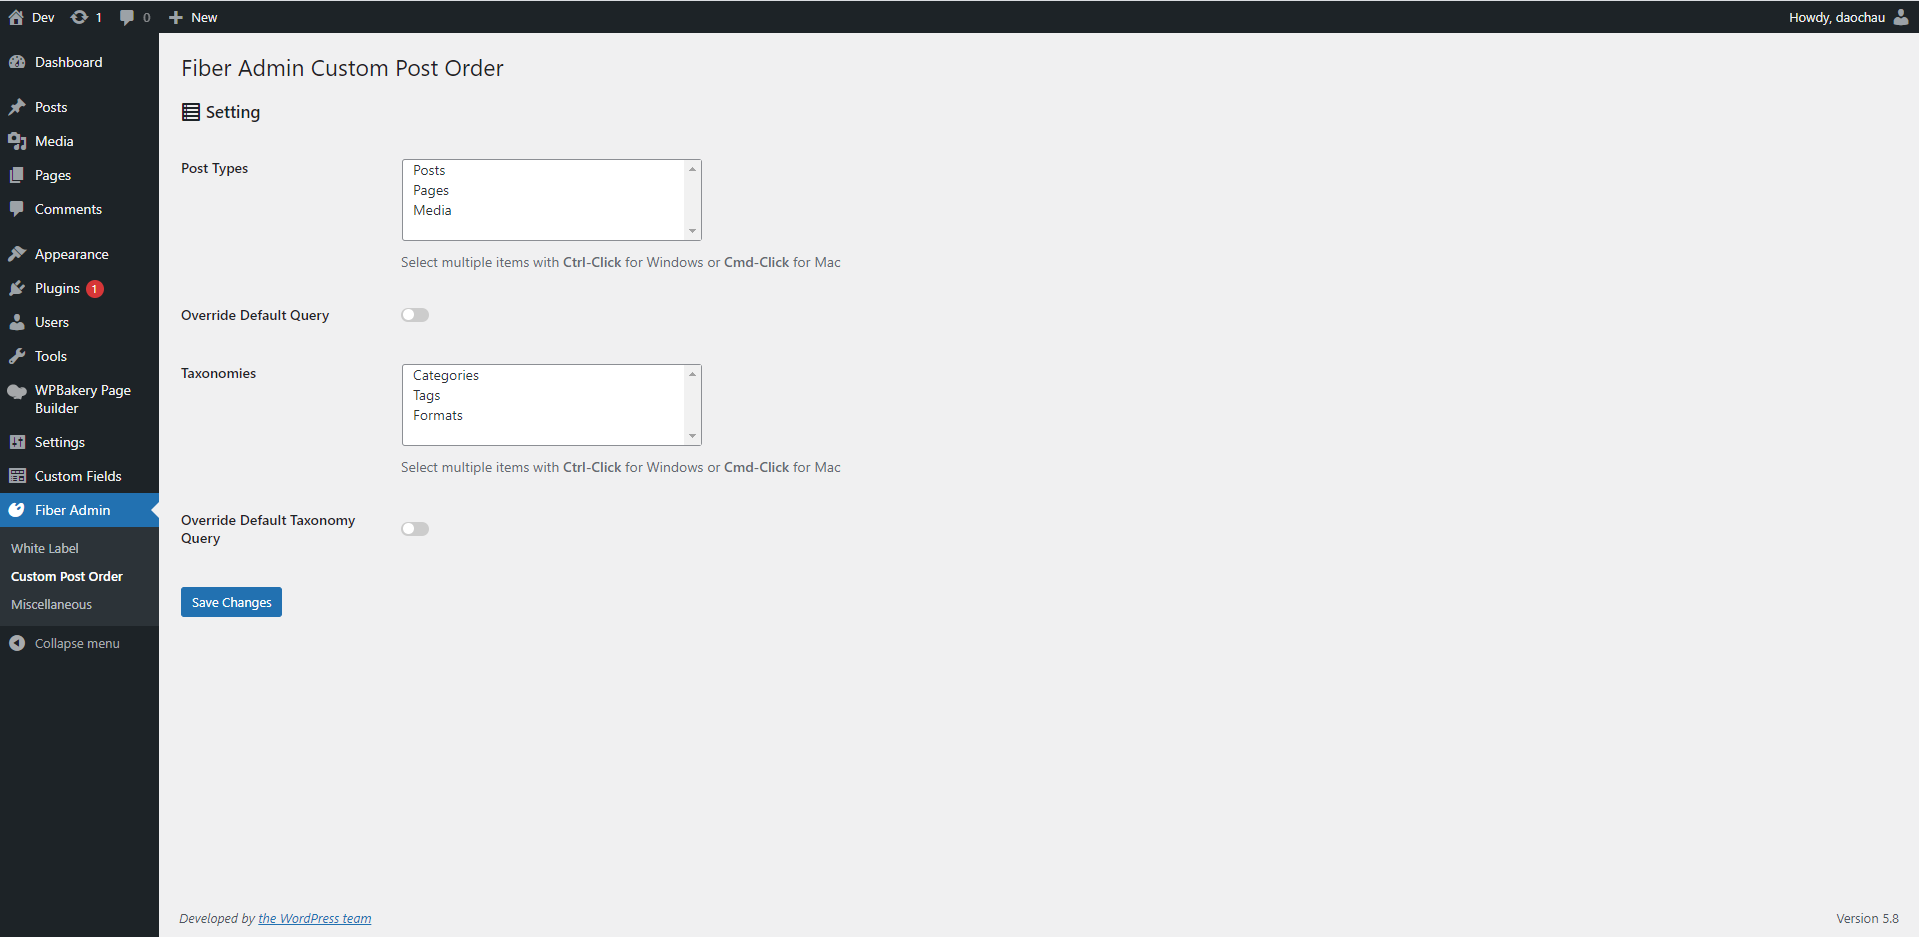 Dev 1 0 New
Howdy, daochau
Dashboard
Posts
Media
Pages
Comments
Appearance
Plugins 1
Users
Tools
WPBakery Page
Builder
Settings
Custom Fields
Fiber Admin
White Label
Custom Post Order
Miscellaneous
Collapse menu
Fiber Admin Custom Post Order
Setting
Post Types
Posts
Pages
Media
Select multiple items with Ctrl-Click for Windows or Cmd-Click for Mac
Override Default Query
Taxonomies
Categories
Tags
Formats
Select multiple items with Ctrl-Click for Windows or Cmd-Click for Mac
Override Default Taxonomy
Query
Save Changes
Developed by the WordPress team
Version 5.8